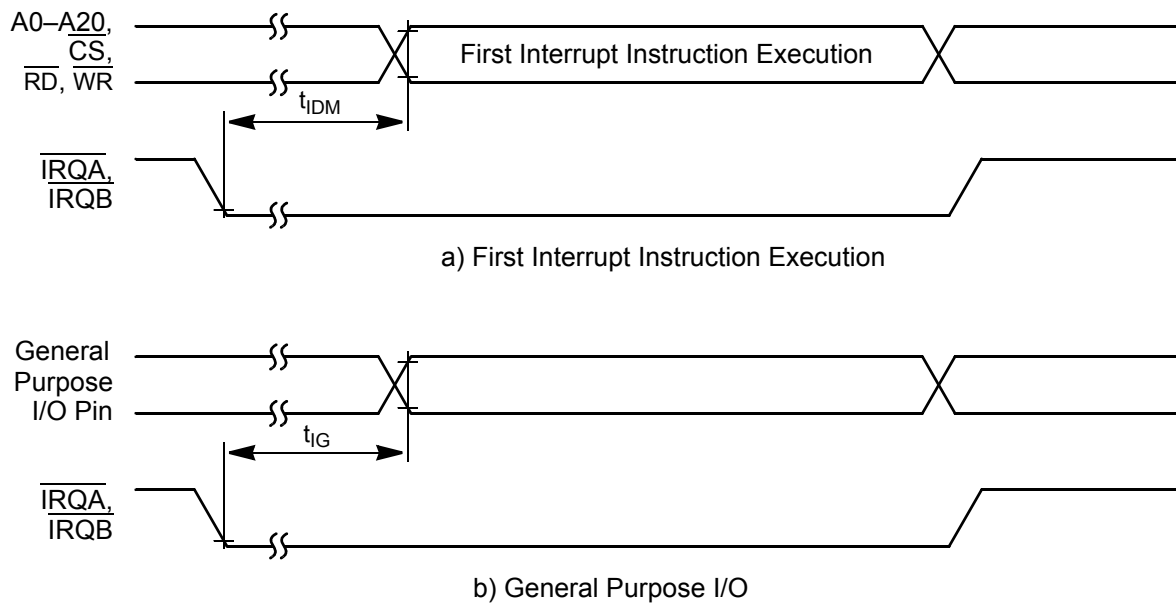 A0–A20,
CS,
RD, WR
First Interrupt Instruction Execution
tIDM
IRQA,
IRQB
a) First Interrupt Instruction Execution
General
Purpose
I/O Pin
tIG
IRQA,
IRQB
b) General Purpose I/O